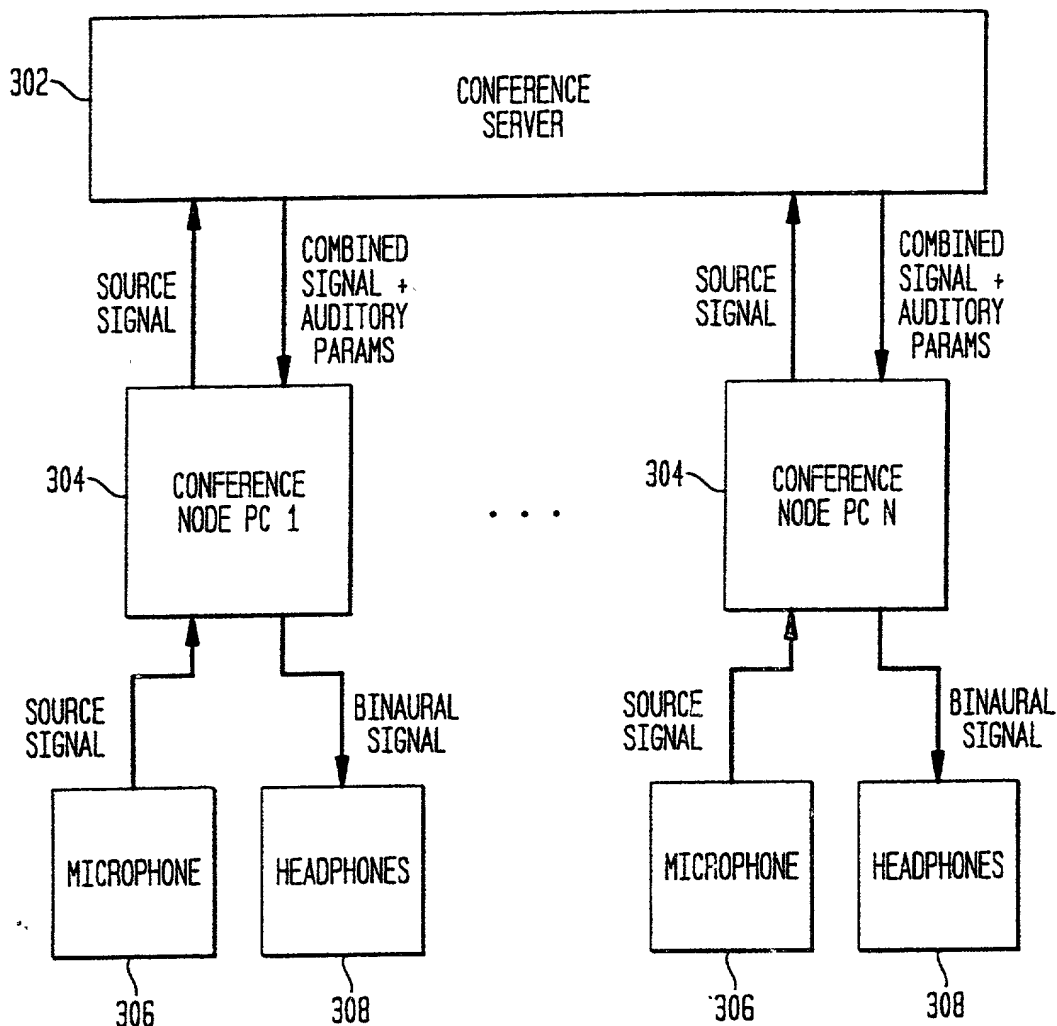 302
CONFERENCE
SERVER
SOURCE
SIGNAL
COMBINED
SIGNAL +
AUDITORY
PARAMS
SOURCE
SIGNAL
COMBINED
SIGNAL +
AUDITORY
PARAMS
304
CONFERENCE
NODE PC 1
. . .
304
CONFERENCE
NODE PC N
SOURCE
SIGNAL
BINAURAL
SIGNAL
SOURCE
SIGNAL
BINAURAL
SIGNAL
MICROPHONE
HEADPHONES
MICROPHONE
HEADPHONES
306
308
306
308